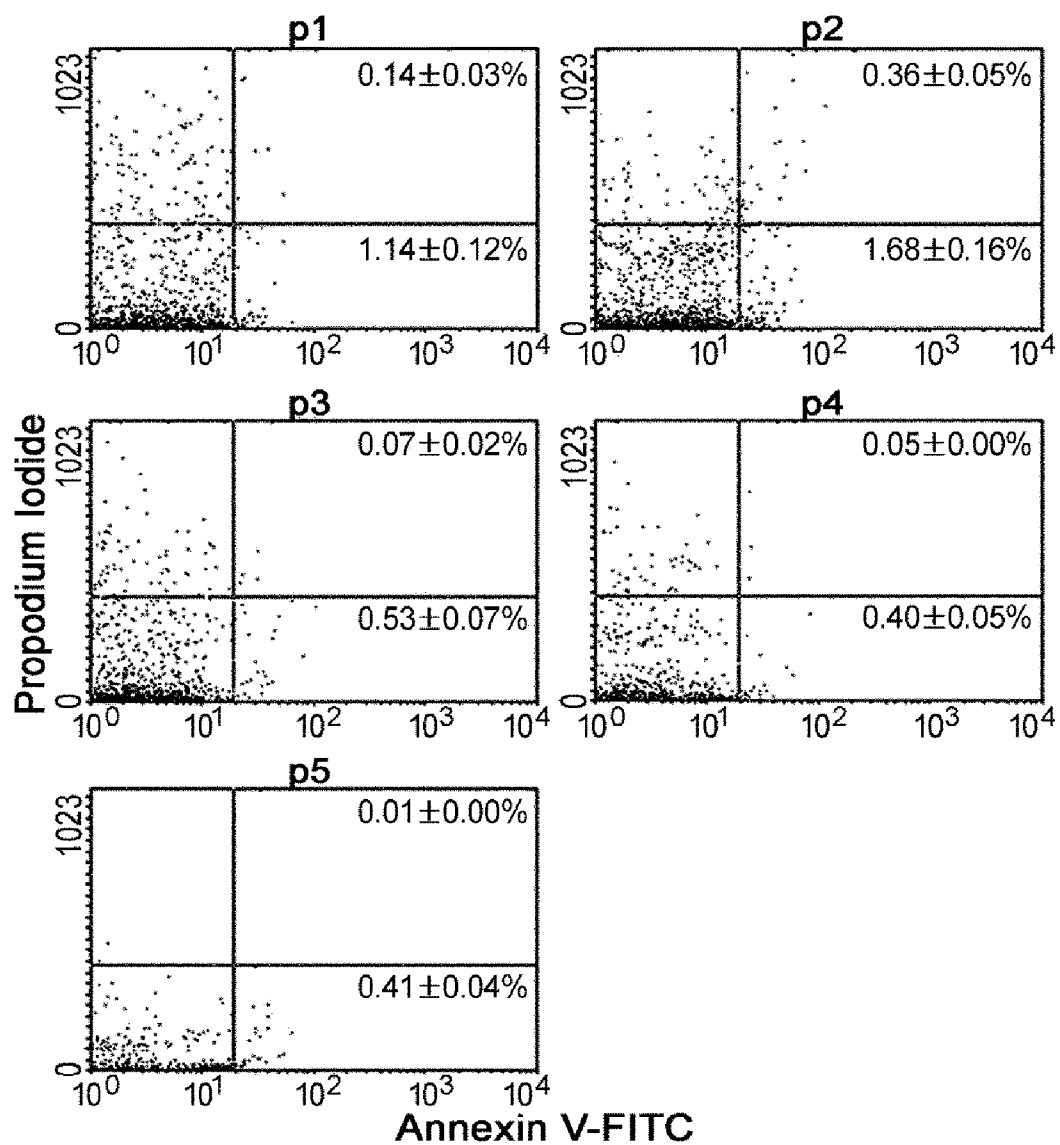 p1
p2
1023
0.14±0.03%
1023
0.36±0.05%
1.14±0.12%
1.68±0.16%
0
0
10⁰ 10¹ 10² 10³ 10⁴
10⁰ 10¹ 10² 10³ 10⁴
p3
p4
1023
0.07±0.02%
1023
0.05±0.00%
0.53±0.07%
0.40±0.05%
0
0
10⁰ 10¹ 10² 10³ 10⁴
10⁰ 10¹ 10² 10³ 10⁴
Propodium Iodide
p5
1023
0.01±0.00%
0.41±0.04%
0
10⁰ 10¹ 10² 10³ 10⁴
Annexin V-FITC